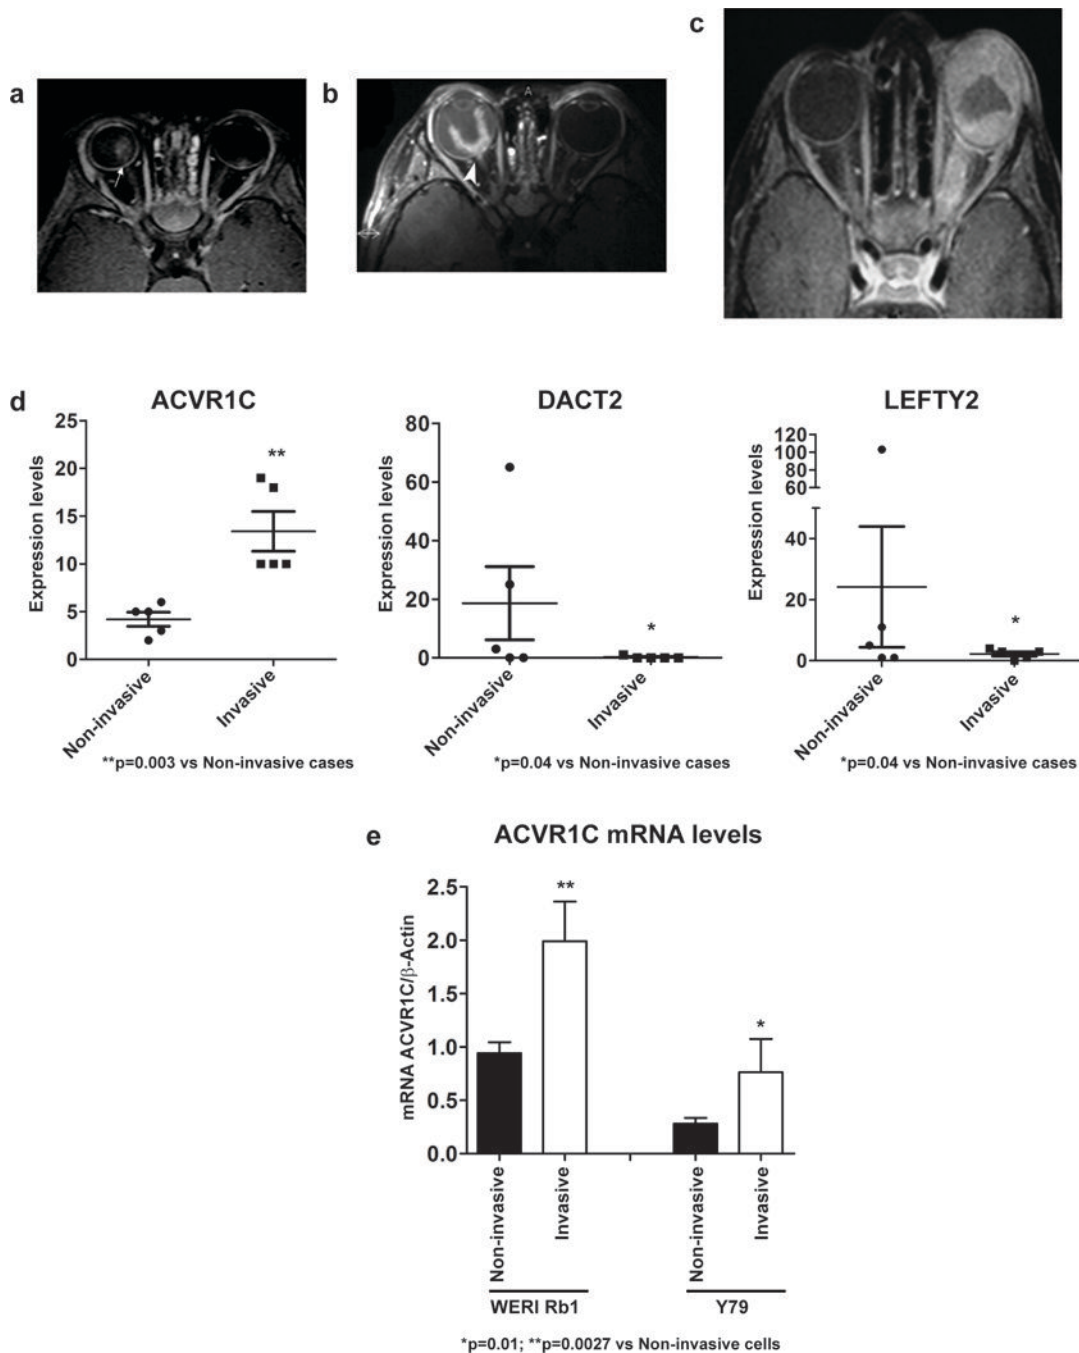 a
b
c
A
d
ACVR1C
Expression levels
25
20
15
10
5
0
**
Non-invasive
Invasive
**p=0.003 vs Non-invasive cases
DACT2
Expression levels
80
60
40
20
0
*
Non-invasive
Invasive
*p=0.04 vs Non-invasive cases
LEFTY2
Expression levels
120
100
80
60
40
20
0
*
Non-invasive
Invasive
*p=0.04 vs Non-invasive cases
e
ACVR1C mRNA levels
mRNA ACVR1C/β-Actin
2.5
2.0
1.5
1.0
0.5
0.0
**
*
Non-invasive
Invasive
Non-invasive
Invasive
WERI Rb1
Y79
*p=0.01; **p=0.0027 vs Non-invasive cells